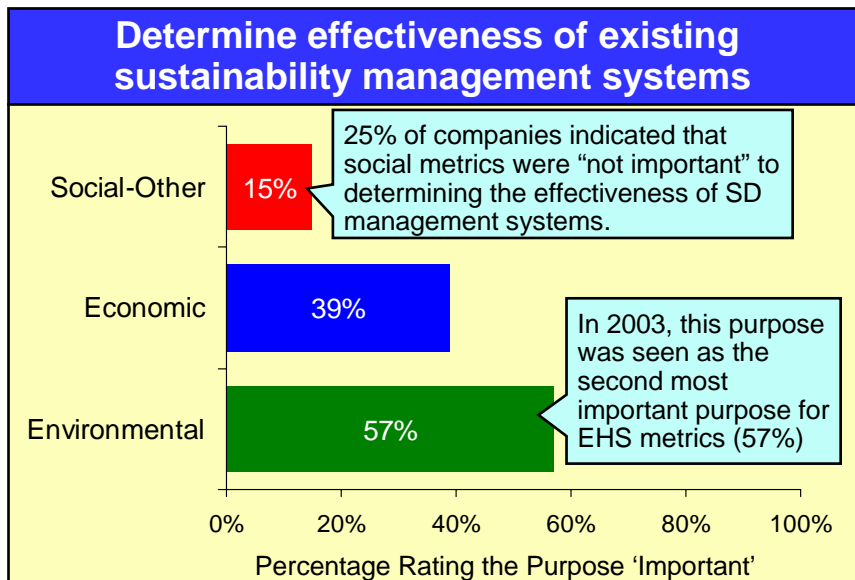 Determine effectiveness of existing
sustainability management systems
25% of companies indicated that
social metrics were “not important” to
determining the effectiveness of SD
management systems.
Social-Other
15%
Economic
39%
In 2003, this purpose
was seen as the
second most
important purpose for
EHS metrics (57%)
Environmental
57%
0% 20% 40% 60% 80% 100%
Percentage Rating the Purpose ‘Important’